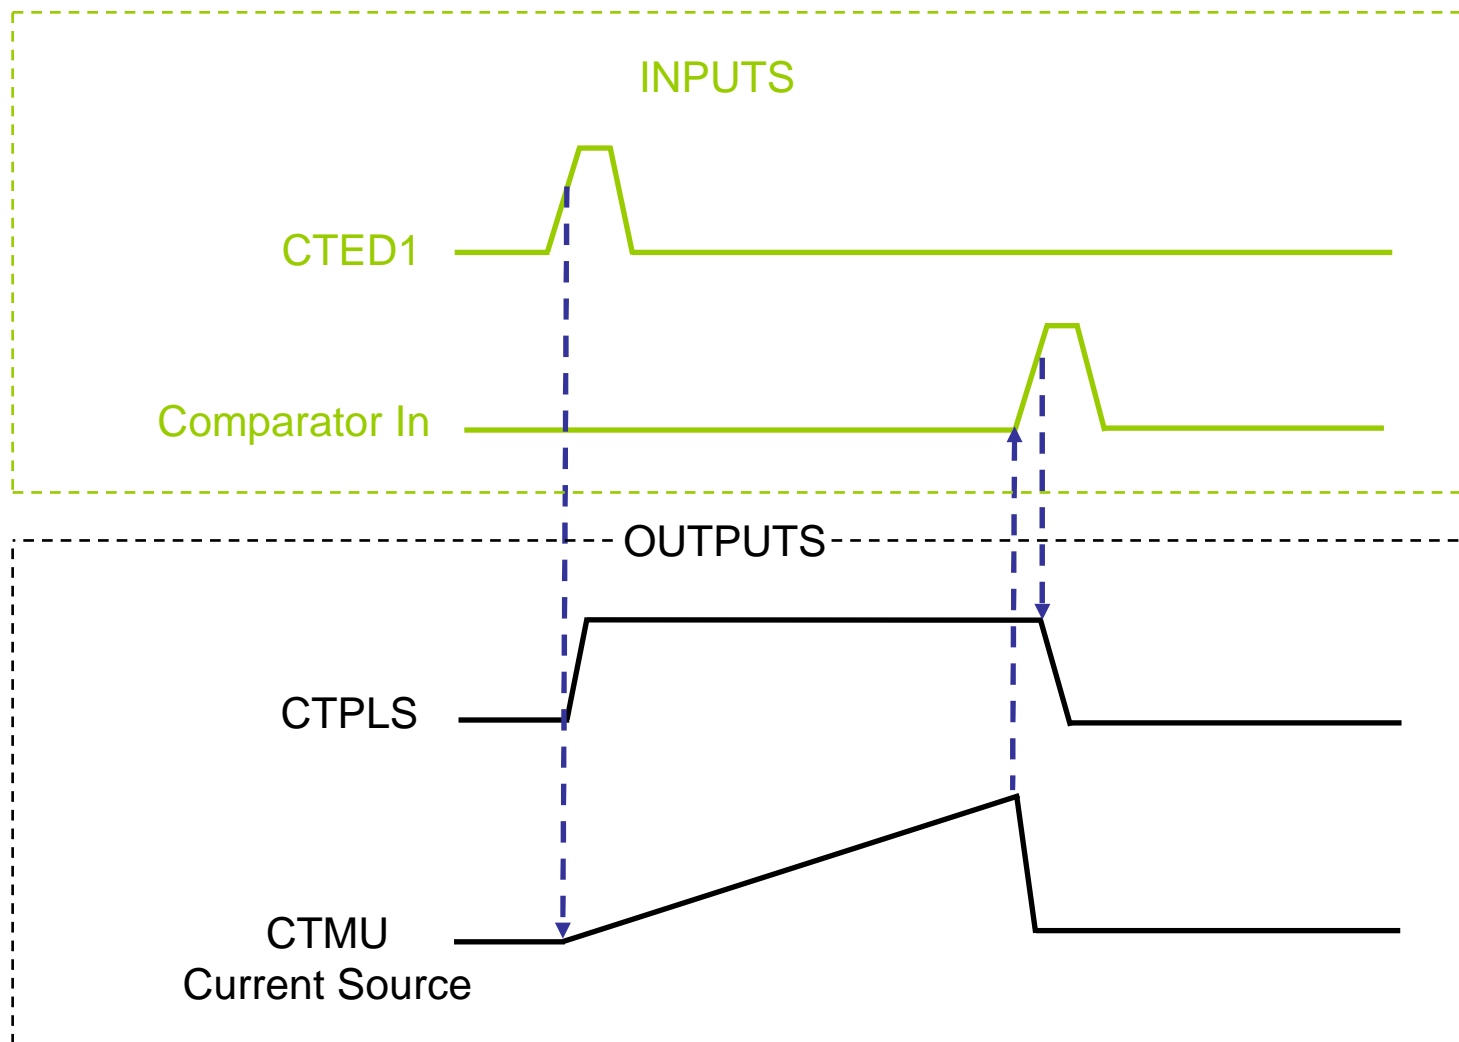 INPUTS
CTED1
Comparator In
OUTPUTS
CTPLS
CTMU
Current Source